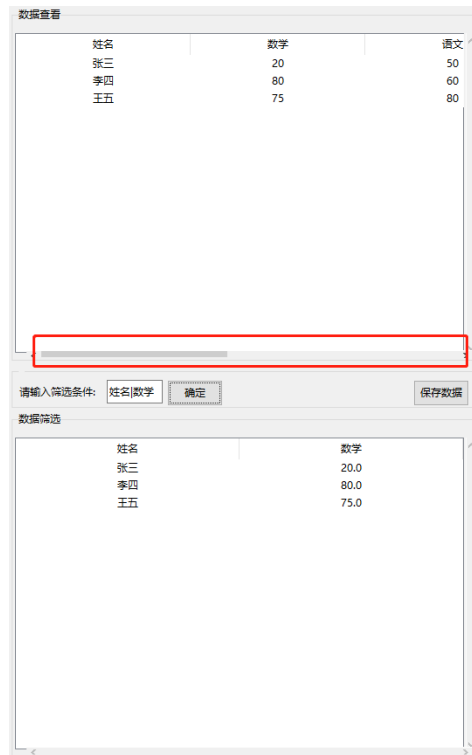 数据查看
姓名 数学 语文
张三 20 50
李四 80 60
王五 75 80
请输入筛选条件: 姓名|数学 确定 保存数据
数据筛选
姓名 数学
张三 20.0
李四 80.0
王五 75.0